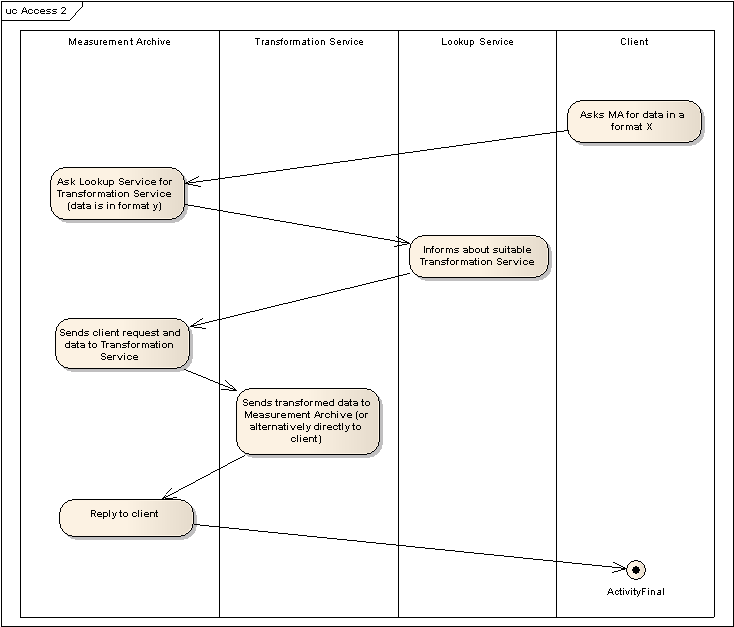 uc Access 2
Measurement Archive
Transformation Service
Lookup Service
Client
Asks MA for data in a
format X
Ask Lookup Service for
Transformation Service
(data is in format y)
Informs about suitable
Transformation Service
Sends client request and
data to Transformation
Service
Sends transformed data to
Measurement Archive (or
alternatively directly to
client)
Reply to client
ActivityFinal